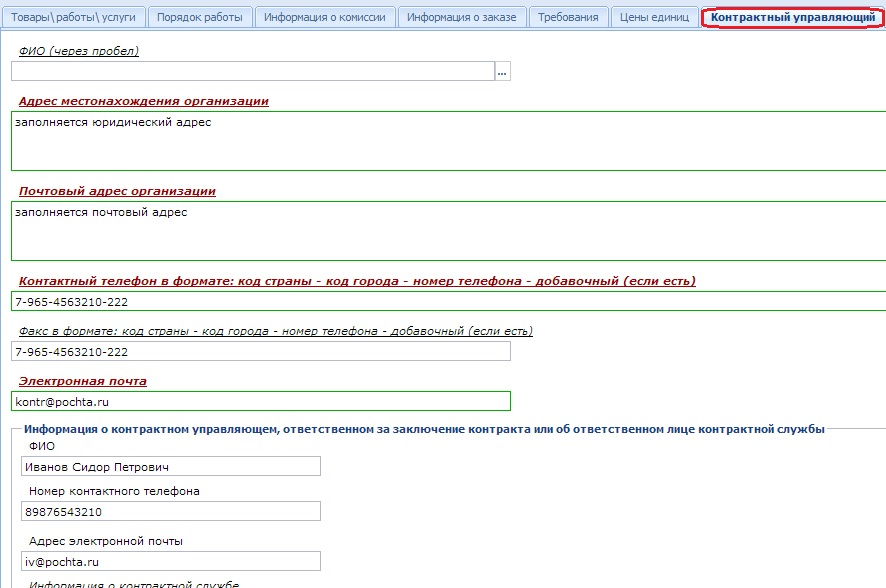 Товары\ работы\ услуги
Порядок работы
Информация о комиссии
Информация о заказе
Требования
Цены единиц
Контрактный управляющий
ФИО (через пробел)
...
Адрес местонахождения организации
заполняется юридический адрес
Почтовый адрес организации
заполняется почтовый адрес
Контактный телефон в формате: код страны - код города - номер телефона - добавочный (если есть)
7-965-4563210-222
Факс в формате: код страны - код города - номер телефона - добавочный (если есть)
7-965-4563210-222
Электронная почта
kontr@pochta.ru
Информация о контрактном управляющем, ответственном за заключение контракта или об ответственном лице контрактной службы
ФИО
Иванов Сидор Петрович
Номер контактного телефона
89876543210
Адрес электронной почты
iv@pochta.ru
Информация о контрактной службе